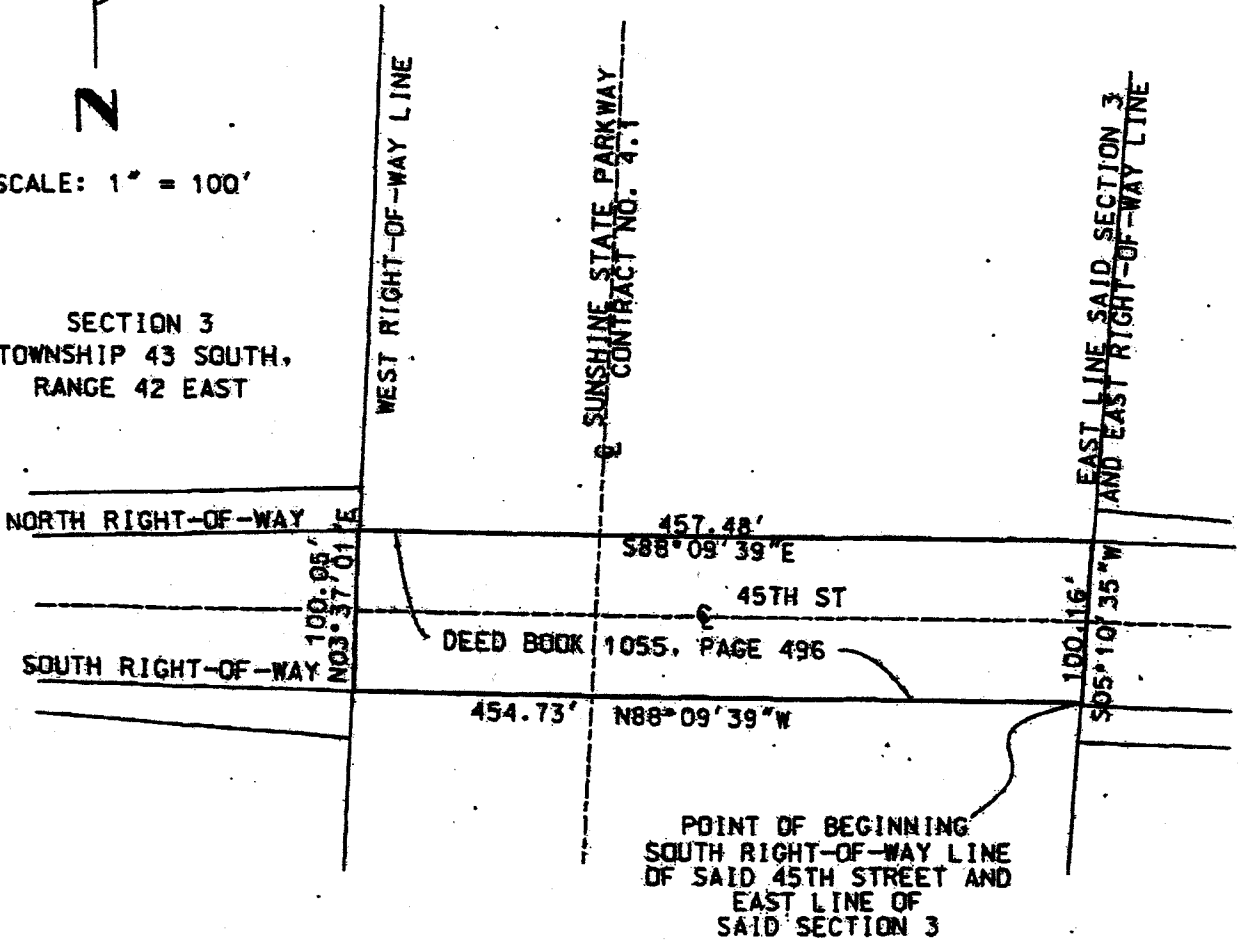 N
SCALE: 1" = 100'
SECTION 3
TOWNSHIP 43 SOUTH,
RANGE 42 EAST
WEST RIGHT-OF-WAY LINE
SUNSHINE STATE PARKWAY
CONTRACT NO. 4.1
EAST LINE SAID SECTION 3
AND EAST RIGHT-OF-WAY LINE
NORTH RIGHT-OF-WAY
100.05'
N03°37'01"E
457.48'
S88°09'39"E
45TH ST
DEED BOOK 1055, PAGE 496
100.16'
S05°10'35"W
SOUTH RIGHT-OF-WAY
454.73' N88°09'39"W
POINT OF BEGINNING
SOUTH RIGHT-OF-WAY LINE
OF SAID 45TH STREET AND
EAST LINE OF
SAID SECTION 3